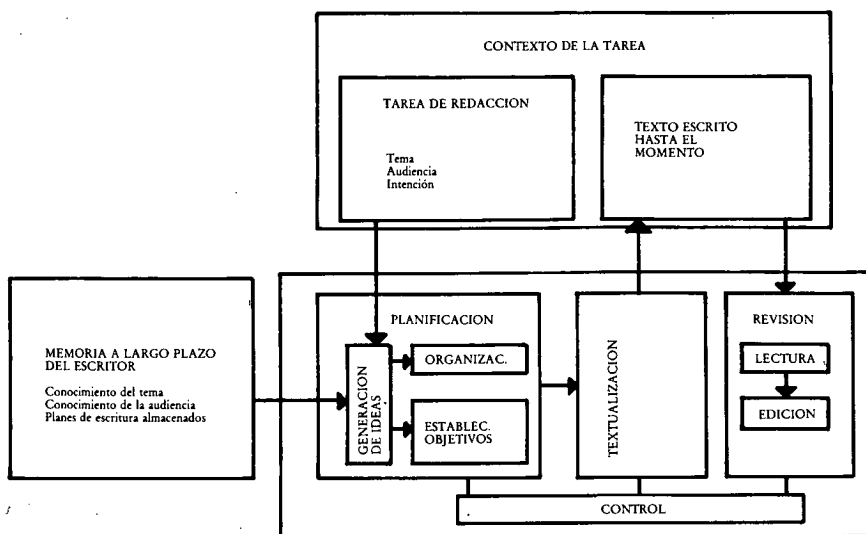 CONTEXTO DE LA TAREA
TAREA DE REDACCION
Tema
Audiencia
Intención
TEXTO ESCRITO
HASTA EL
MOMENTO
MEMORIA A LARGO PLAZO
DEL ESCRITOR
Conocimiento del tema
Conocimiento de la audiencia
Planes de escritura almacenados
PLANIFICACION
GENERACION
DE IDEAS
ORGANIZAC.
ESTABLEC.
OBJETIVOS
TEXTUALIZACION
REVISION
LECTURA
EDICION
CONTROL